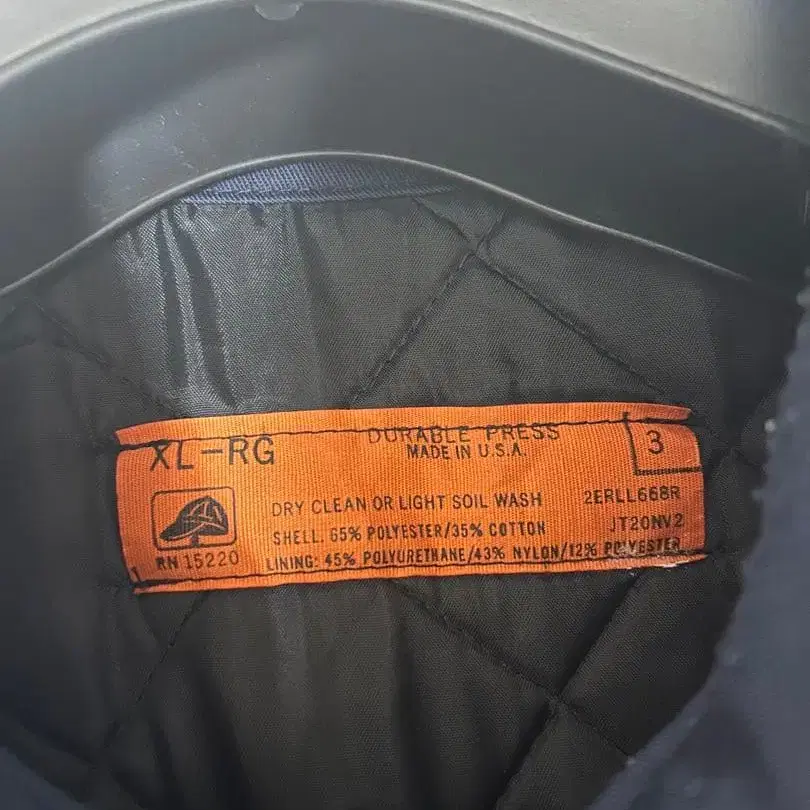 XL-RG
DURABLE PRESS
MADE IN U.S.A.
3
DRY CLEAN OR LIGHT SOIL WASH
2ERLL668R
SHELL. 65% POLYESTER/35% COTTON
JT20NV2
RN 15220
LINING: 45% POLYURETHANE/43% NYLON/12% POLYESTER